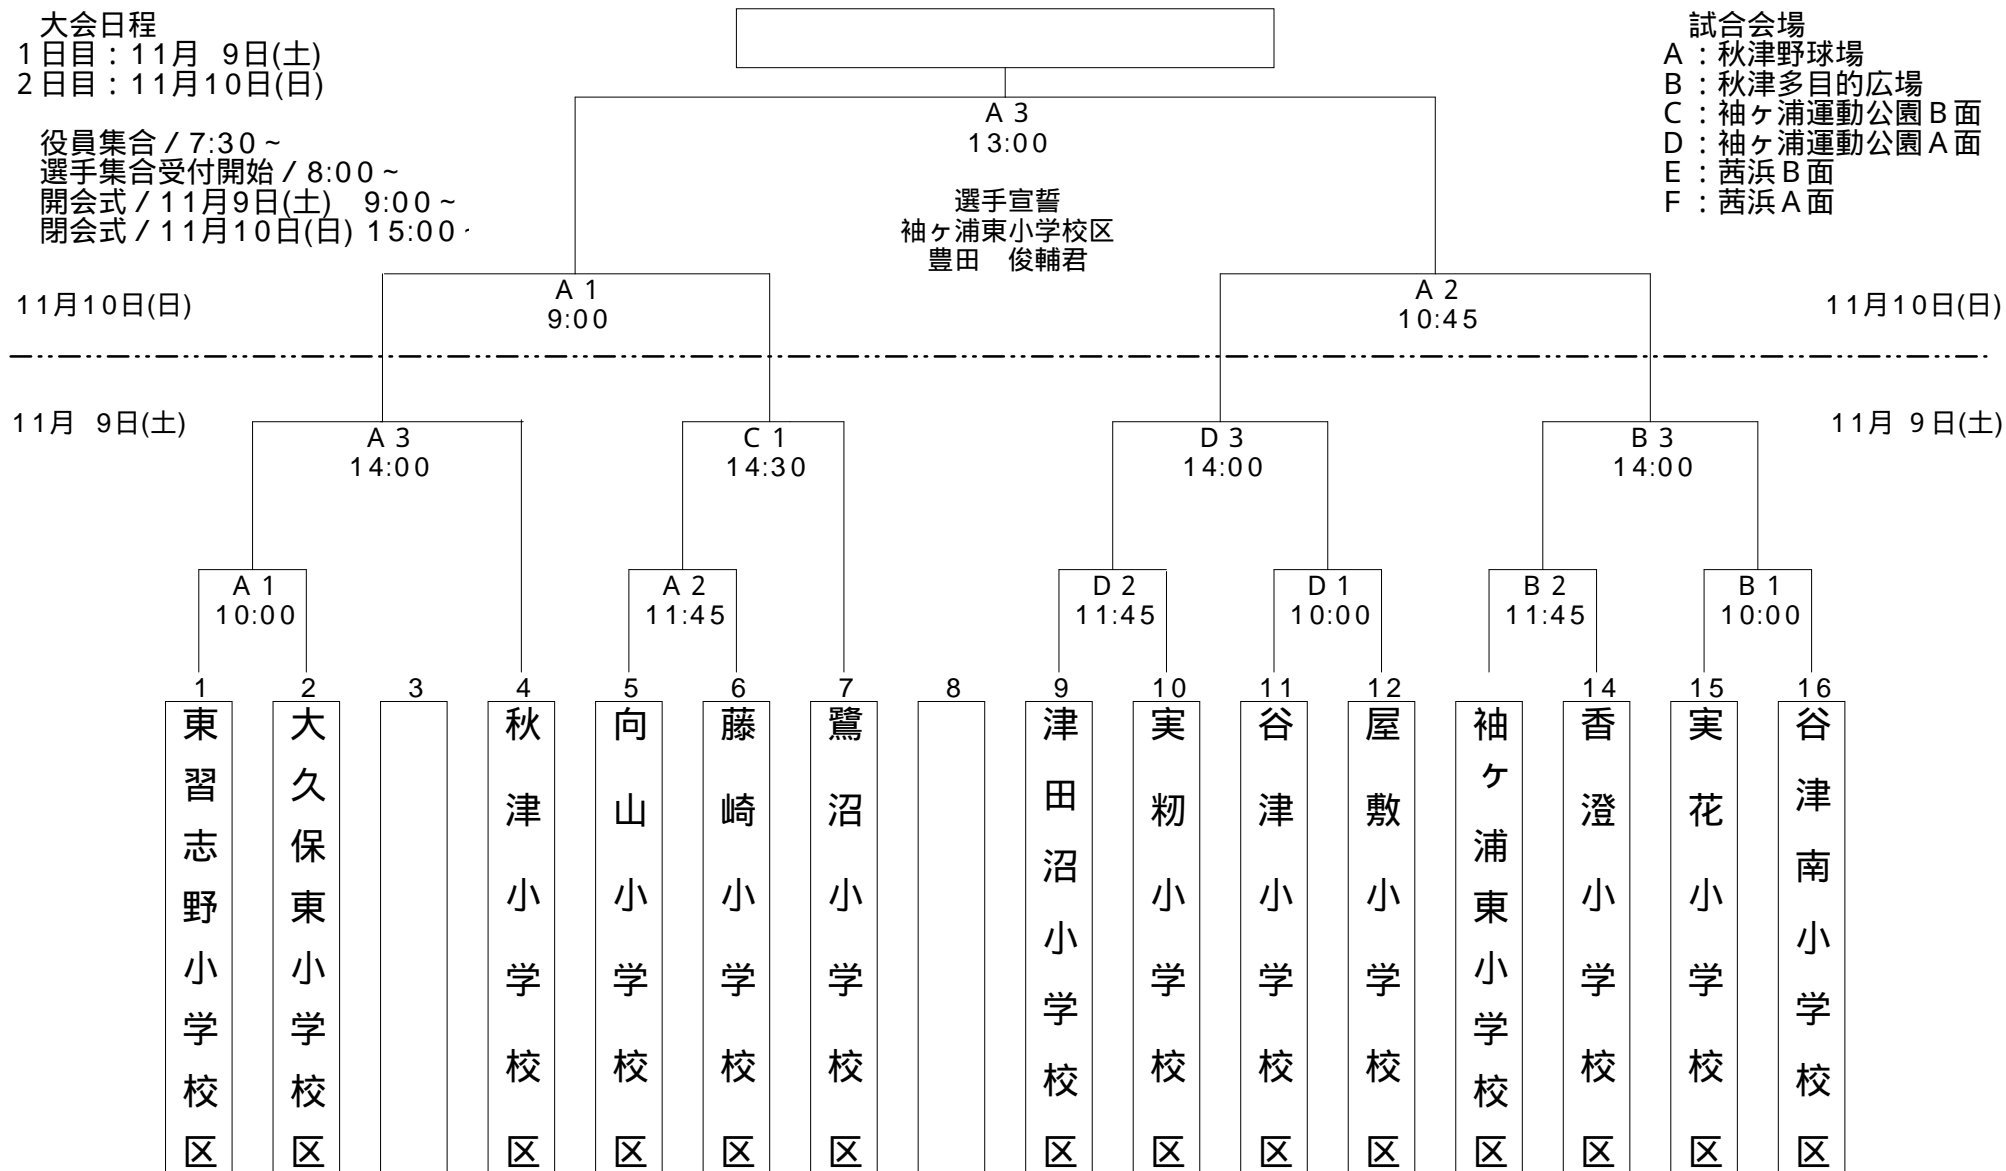 大会日程
1日目：11月 9日(土)
2日目：11月10日(日)
役員集合／7:30～
選手集合受付開始／8:00～
開会式／11月9日(土) 9:00～
閉会式／11月10日(日) 15:00
試合会場
A：秋津野球場
B：秋津多目的広場
C：袖ヶ浦運動公園B面
D：袖ヶ浦運動公園A面
E：茜浜B面
F：茜浜A面
A3
13:00
選手宣誓
袖ヶ浦東小学校区
豊田 俊輔君
11月10日(日)
A1
9:00
A2
10:45
11月10日(日)
11月 9日(土)
A3
14:00
C1
14:30
D3
14:00
B3
14:00
11月 9日(土)
A1
10:00
A2
11:45
D2
11:45
D1
10:00
B2
11:45
B1
10:00
1
東習志野小学校区
2
大久保東小学校区
3
4
秋津小学校区
5
向山小学校区
6
藤崎小学校区
7
鷺沼小学校区
8
9
津田沼小学校区
10
実籾小学校区
11
谷津小学校区
12
屋敷小学校区
袖ヶ浦東小学校区
14
香澄小学校区
15
実花小学校区
16
谷津南小学校区